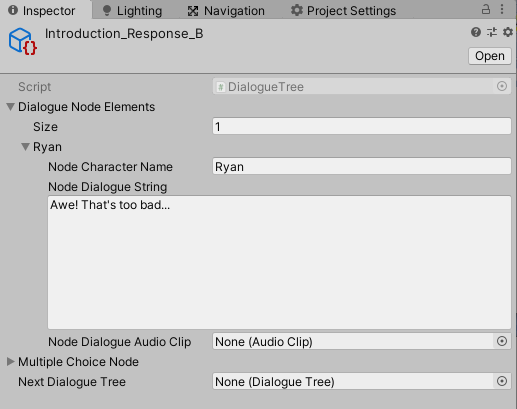 Inspector Lighting Navigation Project Settings
Introduction_Response_B
Open
Script # DialogueTree
Dialogue Node Elements
Size 1
Ryan
Node Character Name Ryan
Node Dialogue String
Awe! That's too bad...
Node Dialogue Audio Clip None (Audio Clip)
Multiple Choice Node
Next Dialogue Tree None (Dialogue Tree)